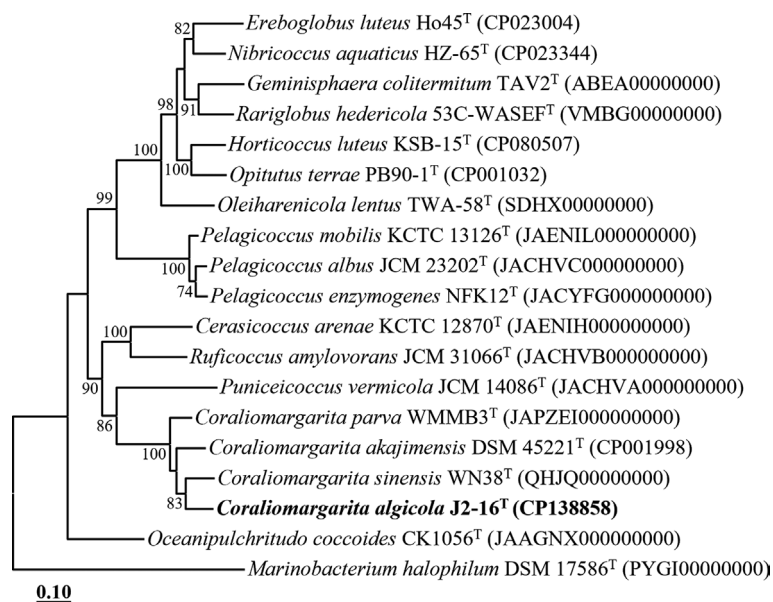 82 Ereboglobus luteus Ho45ᵀ (CP023004)
Nibricoccus aquaticus HZ-65ᵀ (CP023344)
Geminisphaera colitermitum TAV2ᵀ (ABEA00000000)
98 91 Rariglobus hedericola 53C-WASEFᵀ (VMBG00000000)
100 Horticoccus luteus KSB-15ᵀ (CP080507)
100 Opitutus terrae PB90-1ᵀ (CP001032)
99 Oleiharenicola lentus TWA-58ᵀ (SDHX00000000)
Pelagicoccus mobilis KCTC 13126ᵀ (JAENIL000000000)
100 Pelagicoccus albus JCM 23202ᵀ (JACHVC000000000)
74 Pelagicoccus enzymogenes NFK12ᵀ (JACYFG000000000)
100 Cerasicoccus arenae KCTC 12870ᵀ (JAENIH000000000)
Ruficoccus amylovorans JCM 31066ᵀ (JACHVB000000000)
90 Puniceicoccus vermicola JCM 14086ᵀ (JACHVA000000000)
86 Coraliomargarita parva WMMB3ᵀ (JAPZEI000000000)
100 Coraliomargarita akajimensis DSM 45221ᵀ (CP001998)
Coraliomargarita sinensis WN38ᵀ (QHJQ00000000)
83 Coraliomargarita algicola J2-16ᵀ (CP138858)
Oceanipulchritudo coccoides CK1056ᵀ (JAAGNX000000000)
Marinobacterium halophilum DSM 17586ᵀ (PYGI00000000)
0.10